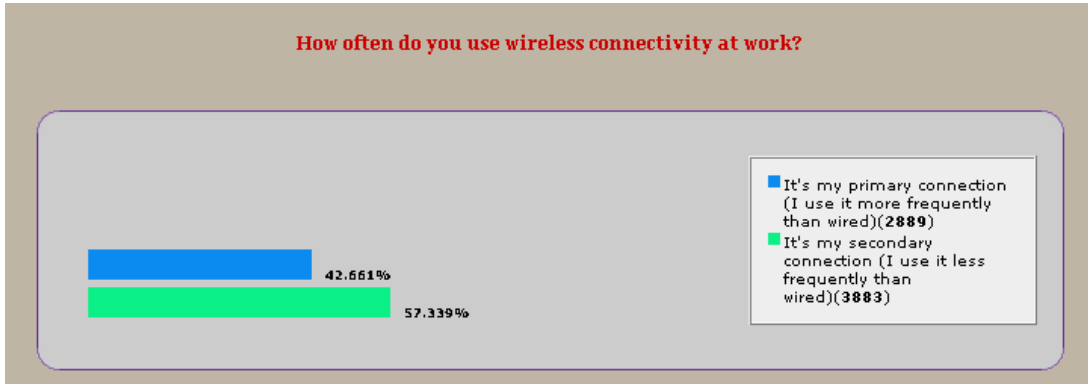 How often do you use wireless connectivity at work?
42.661%
57.339%
It's my primary connection
(I use it more frequently
than wired)(2889)
It's my secondary
connection (I use it less
frequently than
wired)(3883)